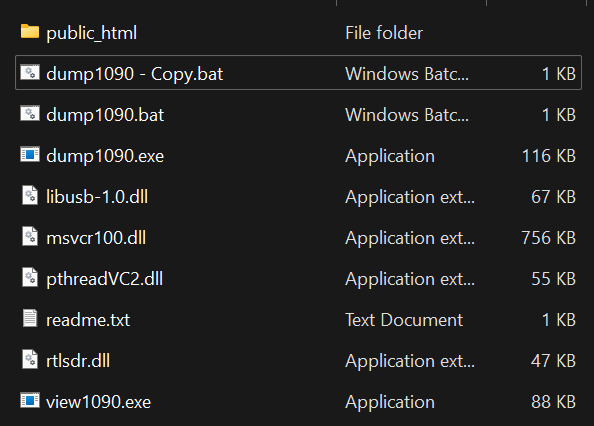 public_html File folder
dump1090 - Copy.bat Windows Batc... 1 KB
dump1090.bat Windows Batc... 1 KB
dump1090.exe Application 116 KB
libusb-1.0.dll Application ext... 67 KB
msvcr100.dll Application ext... 756 KB
pthreadVC2.dll Application ext... 55 KB
readme.txt Text Document 1 KB
rtlsdr.dll Application ext... 47 KB
view1090.exe Application 88 KB